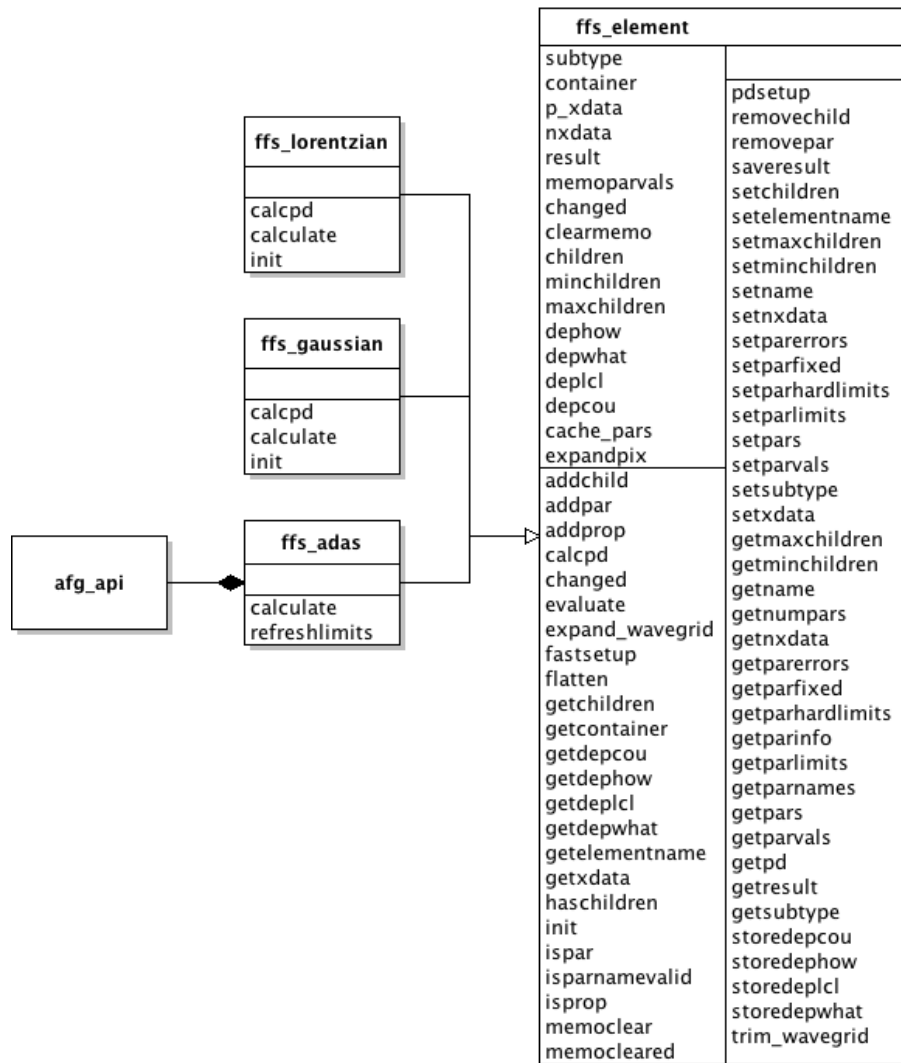 ffs_lorentzian
calcpd
calculate
init
ffs_gaussian
calcpd
calculate
init
afg_api
ffs_adas
calculate
refreshlimits
ffs_element
subtype
container
p_xdata
nxdata
result
memoparvals
changed
clearmemo
children
minchildren
maxchildren
dephow
depwhat
deplcl
depcou
cache_pars
expandpix
addchild
addpar
addprop
calcpd
changed
evaluate
expand_wavegrid
fastsetup
flatten
getchildren
getcontainer
getdepcou
getdephow
getdeplcl
getdepwhat
getelementname
getxdata
haschildren
init
ispar
isparnamevalid
isprop
memoclear
memocleared
pdsetup
removechild
removepar
saveresult
setchildren
setelementname
setmaxchildren
setminchildren
setname
setnxdata
setparerrors
setparfixed
setparhardlimits
setparlimits
setpars
setparvals
setsubtype
setxdata
getmaxchildren
getminchildren
getname
getnumpars
getnxdata
getparerrors
getparfixed
getparhardlimits
getparinfo
getparlimits
getparnames
getpars
getparvals
getpd
getresult
getsubtype
storedepcou
storedephow
storedeplcl
storedepwhat
trim_wavegrid